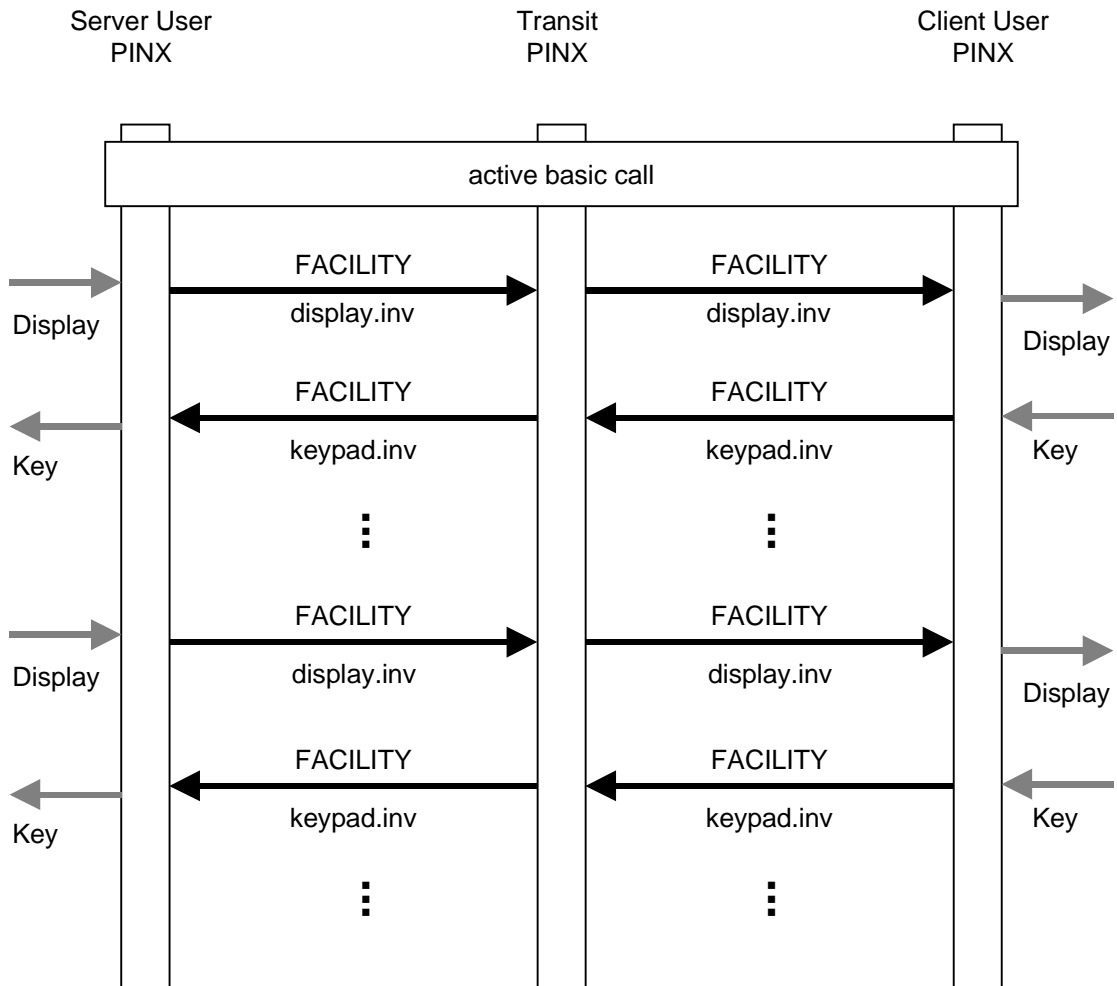 Server User
PINX
Transit
PINX
Client User
PINX
active basic call
FACILITY
FACILITY
Display
display.inv
display.inv
Display
FACILITY
FACILITY
Key
keypad.inv
keypad.inv
Key
FACILITY
FACILITY
Display
display.inv
display.inv
Display
FACILITY
FACILITY
Key
keypad.inv
keypad.inv
Key